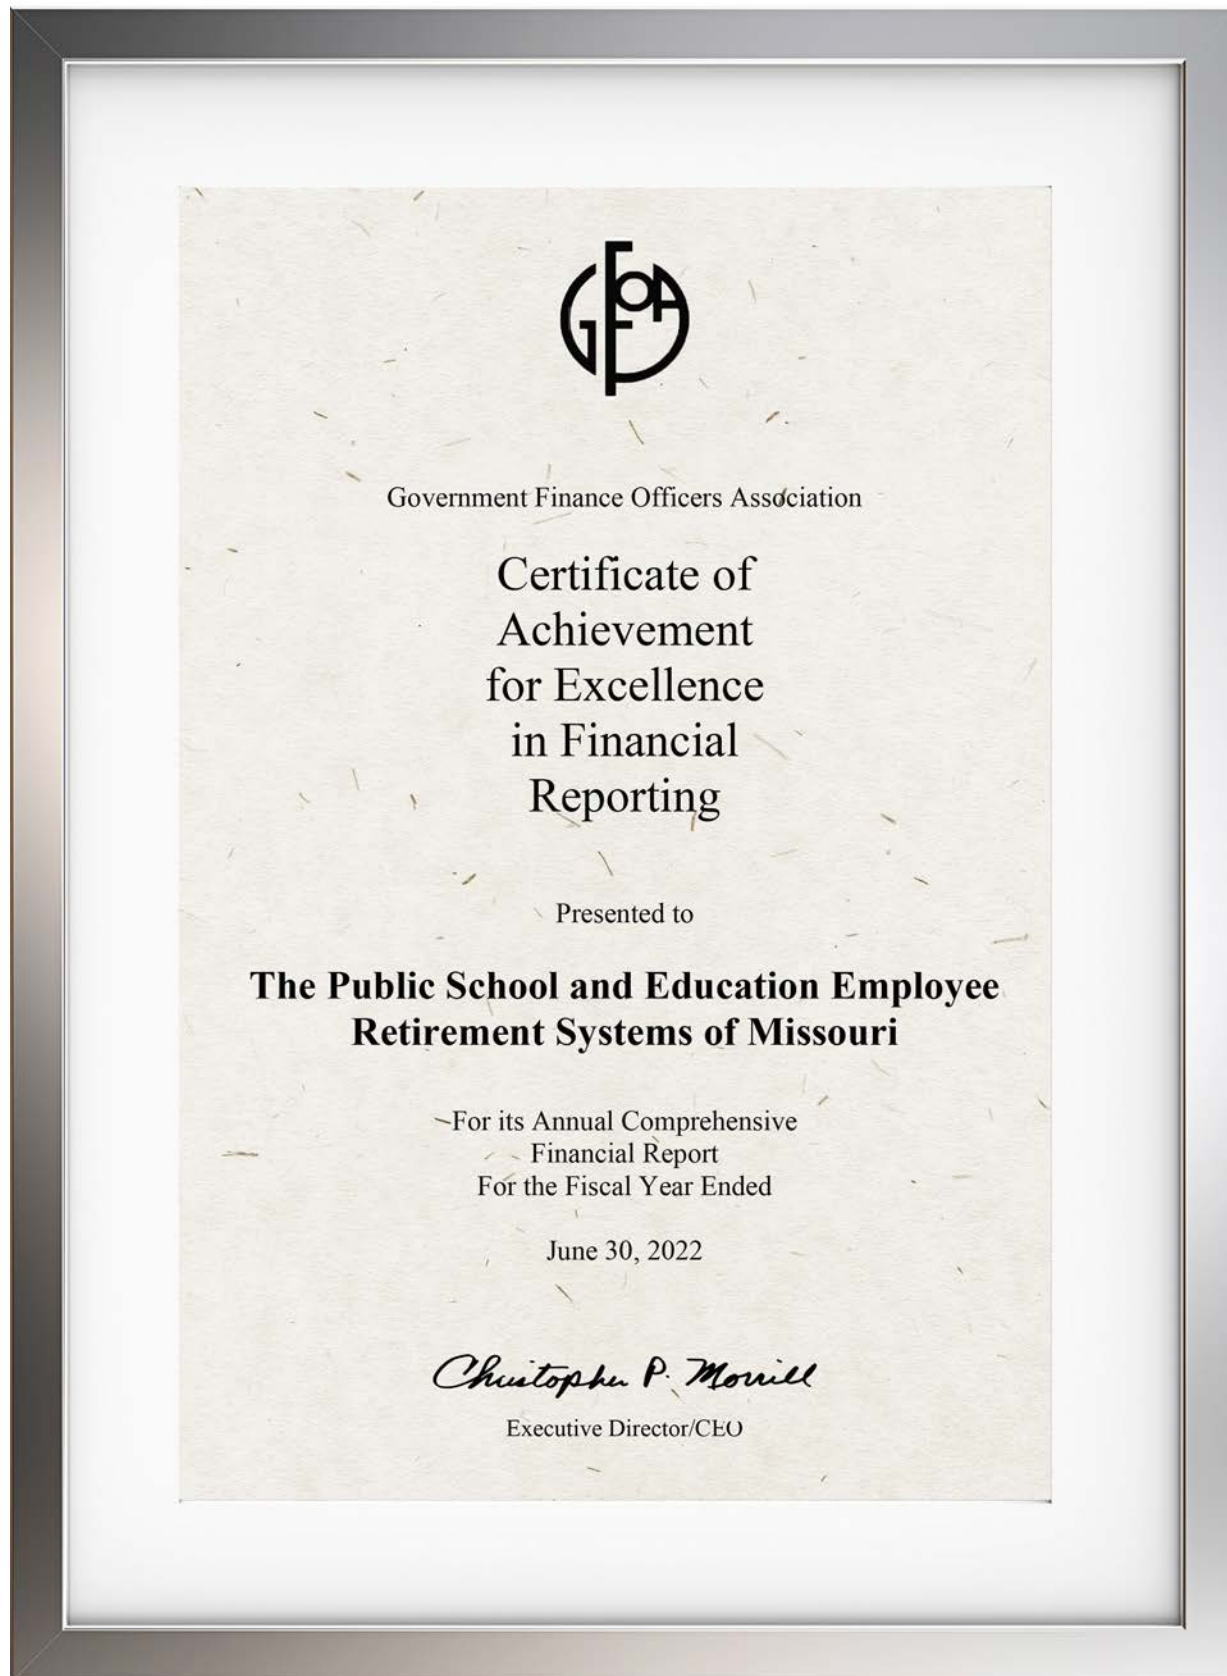 GFOA
Government Finance Officers Association
Certificate of
Achievement
for Excellence
in Financial
Reporting
Presented to
The Public School and Education Employee
Retirement Systems of Missouri
For its Annual Comprehensive
Financial Report
For the Fiscal Year Ended
June 30, 2022
Christopher P. Morrill
Executive Director/CEO